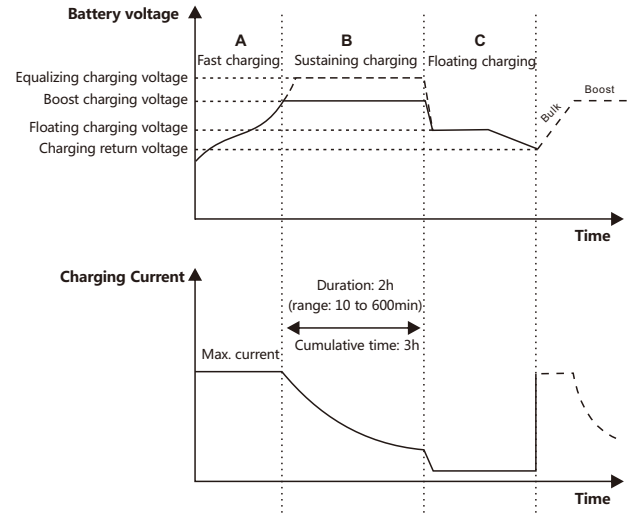 Battery voltage
A
B
C
Fast charging
Sustaining charging
Floating charging
Equalizing charging voltage
Boost charging voltage
Floating charging voltage
Charging return voltage
Bulk
Boost
Time
Charging Current
Duration: 2h
(range: 10 to 600min)
Cumulative time: 3h
Max. current
Time